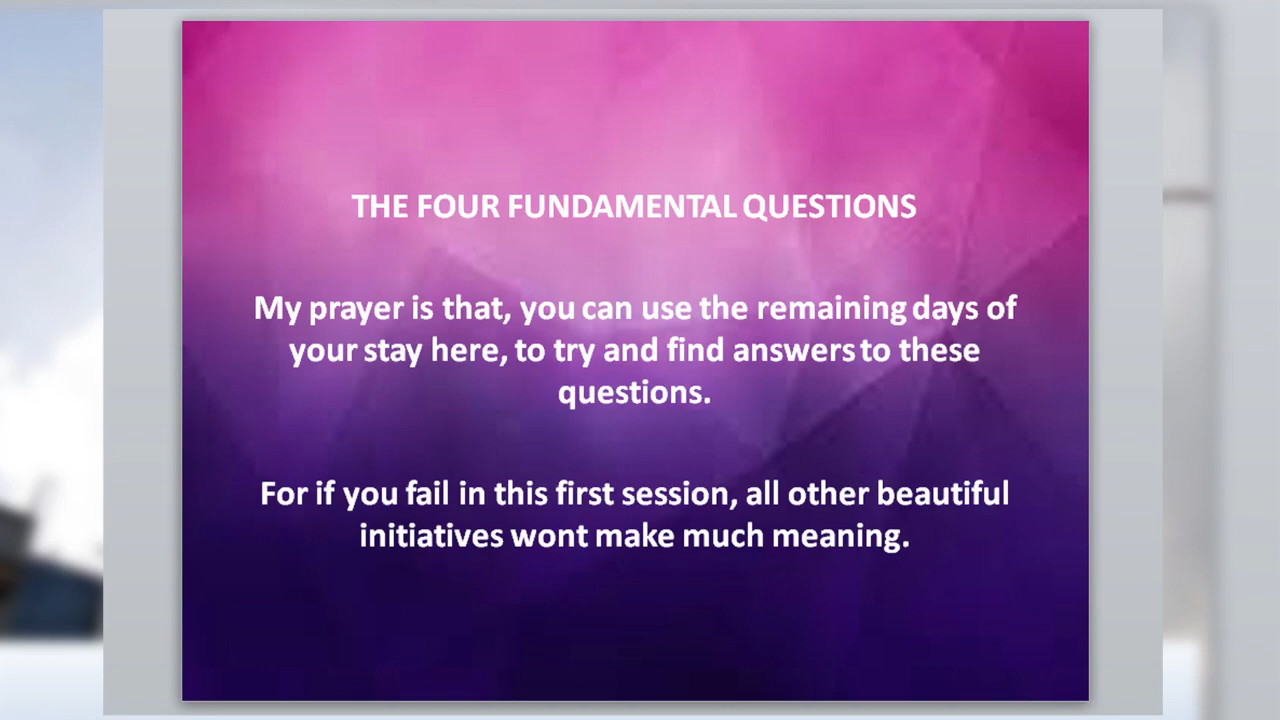 THE FOUR FUNDAMENTAL QUESTIONS
My prayer is that, you can use the remaining days of
your stay here, to try and find answers to these
questions.
For if you fail in this first session, all other beautiful
initiatives wont make much meaning.